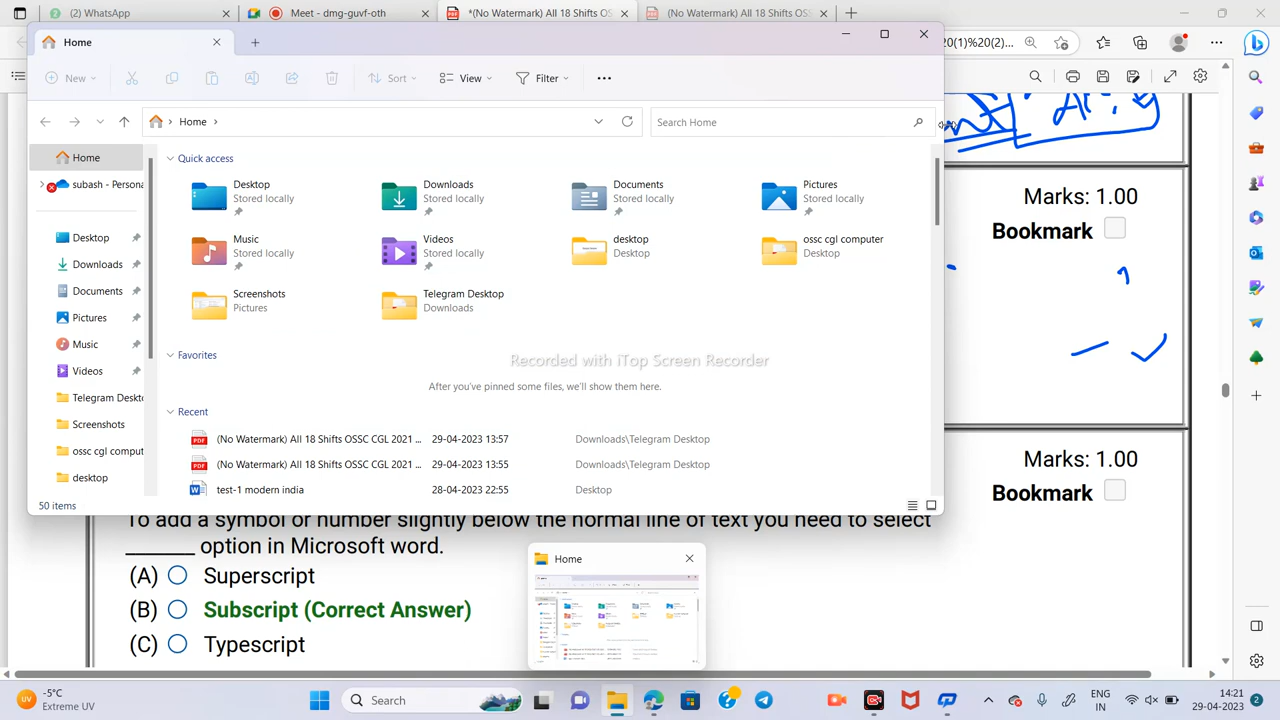 (2) WhatsApp
Meet - dmg-guvf-oth
*(No Watermark) All 18 Shifts OSS
(No Watermark) All 18 Shifts OSSC
Home
0(1)%20(2)...
New
Sort
View
Filter
Home
Search Home
Home
subash - Persona
Desktop
Downloads
Documents
Pictures
Music
Videos
Telegram Deskto
Screenshots
ossc cgl comput
desktop
Quick access
Desktop
Stored locally
Downloads
Stored locally
Documents
Stored locally
Pictures
Stored locally
Music
Stored locally
Videos
Stored locally
desktop
Desktop
ossc cgl computer
Desktop
Screenshots
Pictures
Telegram Desktop
Downloads
Favorites
Recorded with iTop Screen Recorder
After you've pinned some files, we'll show them here.
Recent
(No Watermark) All 18 Shifts OSSC CGL 2021 ... 29-04-2023 13:57 Downloads\Telegram Desktop
(No Watermark) All 18 Shifts OSSC CGL 2021 ... 29-04-2023 13:55 Downloads\Telegram Desktop
test-1 modern india 28-04-2023 22:55 Desktop
50 items
Marks: 1.00
Bookmark
Marks: 1.00
Bookmark
To add a symbol or number slightly below the normal line of text you need to select
______ option in Microsoft word.
(A) Superscript
(B) Subscript (Correct Answer)
(C) Typescript
Home
-5°C
Extreme UV
Search
ENG
IN
14:21
29-04-2023
2